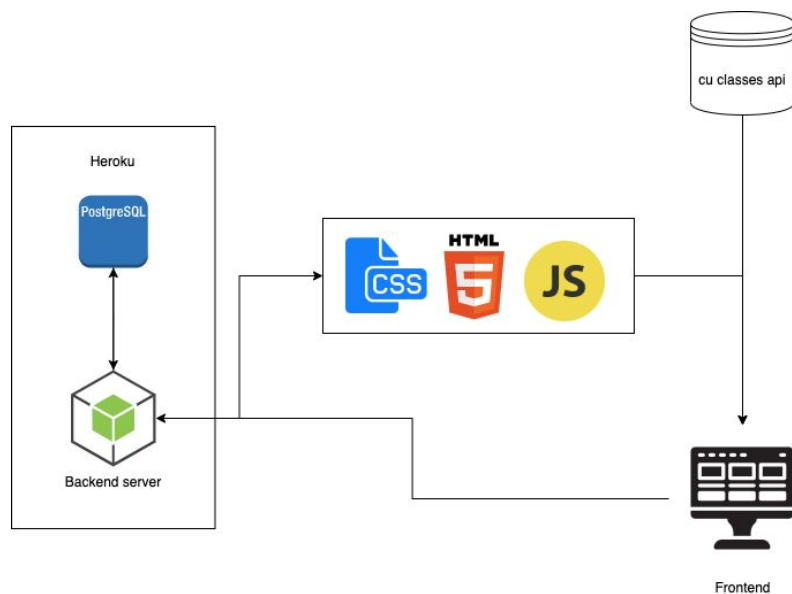 cu classes api
Heroku
PostgreSQL
CSS
HTML
5
JS
Backend server
Frontend